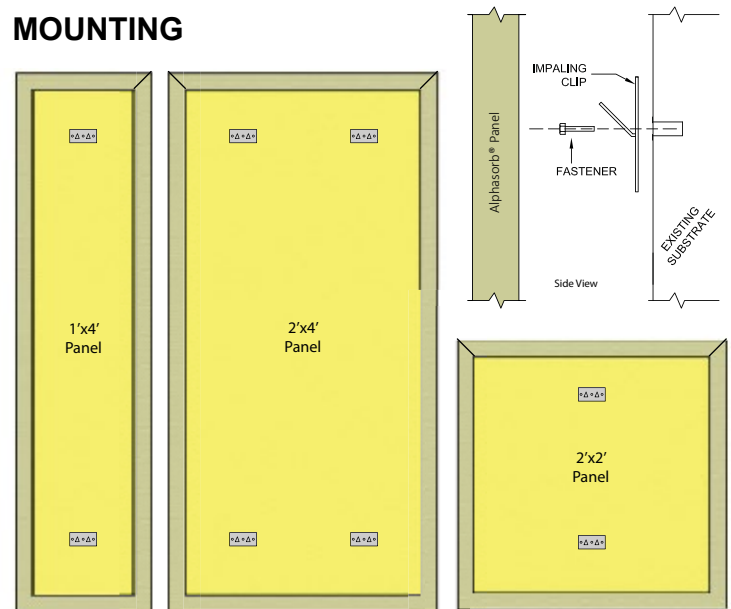 MOUNTING
1'x4'
Panel
2'x4'
Panel
Alphasorb® Panel
IMPALING
CLIP
FASTENER
EXISTING
SUBSTRATE
Side View
2'x2'
Panel